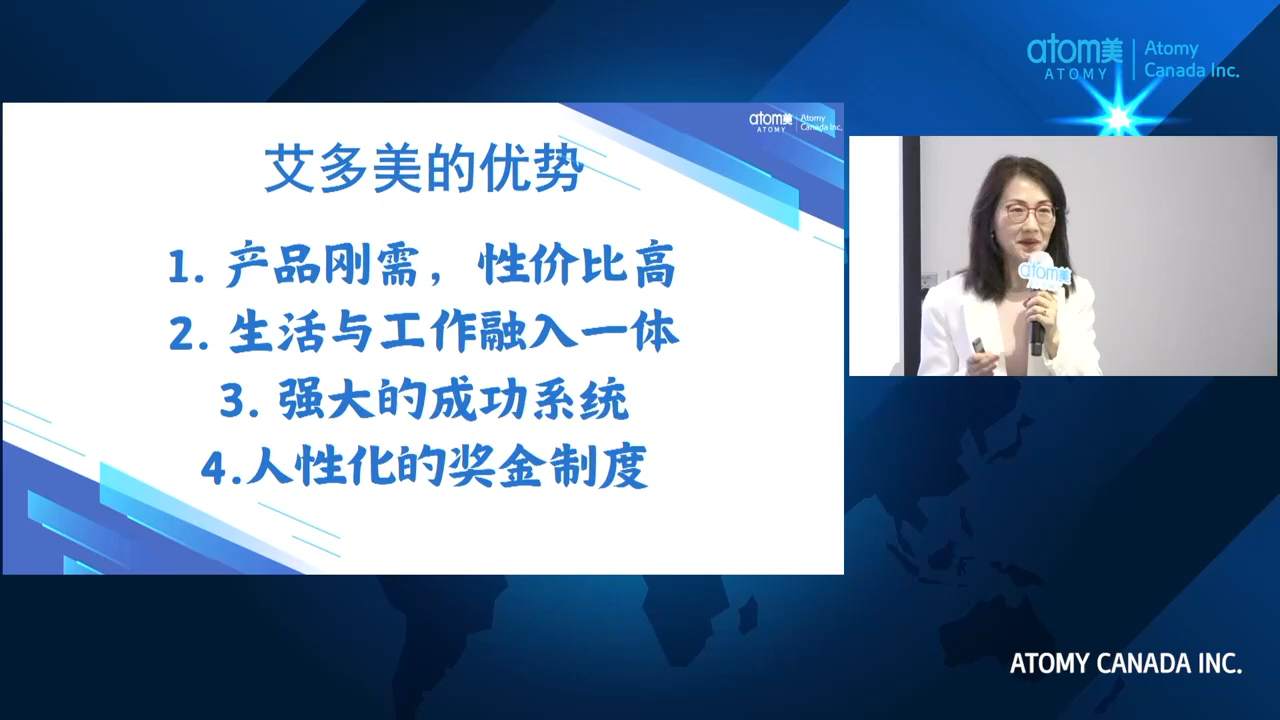 atom美 ATOMY
Atomy
Canada Inc.
atom美 ATOMY
Atomy
Canada Inc.
艾多美的优势
1. 产品刚需，性价比高
2. 生活与工作融入一体
3. 强大的成功系统
4.人性化的奖金制度
atom美
ATOMY
ATOMY CANADA INC.